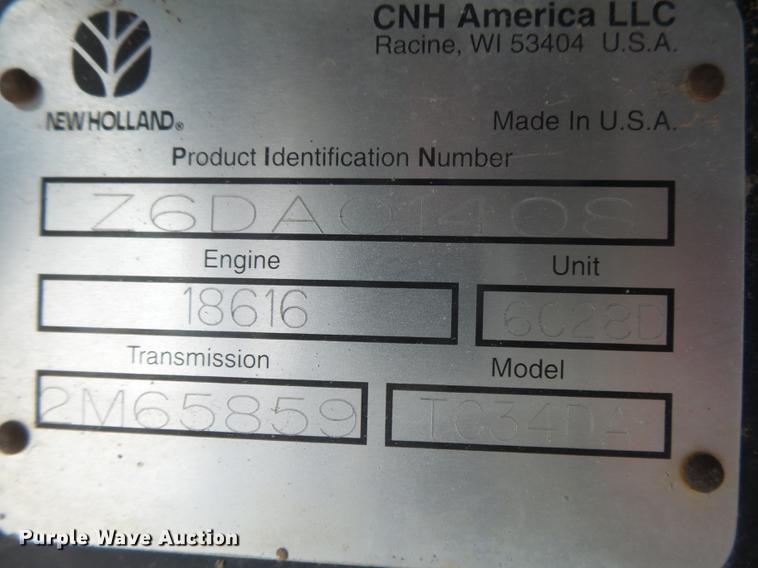 CNH America LLC
Racine, WI 53404 U.S.A.
NEW HOLLAND®
Made In U.S.A.
Product Identification Number
Z6DA01408
Engine
Unit
18616
6C28D
Transmission
Model
2M65859
TC34DA
Purple Wave Auction